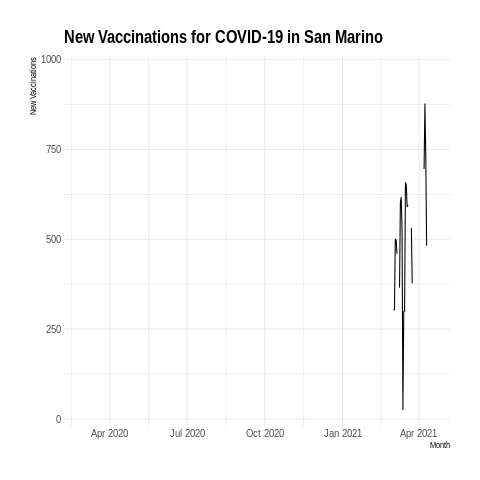 New Vaccinations for COVID-19 in San Marino
New Vaccinations
1000
750
500
250
0
Apr 2020 Jul 2020 Oct 2020 Jan 2021 Apr 2021
Month